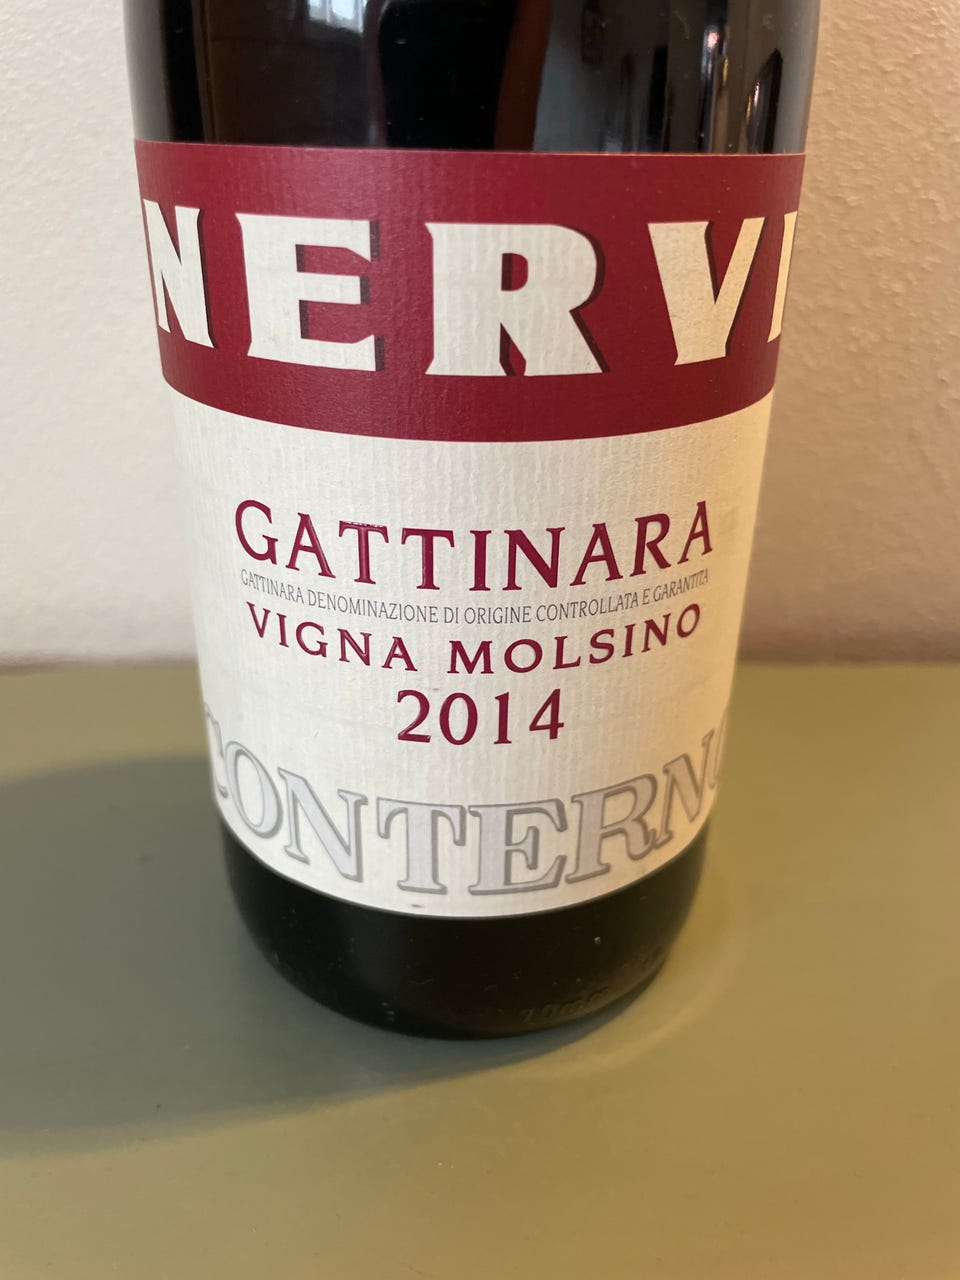 NERVI
GATTINARA
GATTINARA DENOMINAZIONE DI ORIGINE CONTROLLATA E GARANTITA
VIGNA MOLSINO
2014
CONTERNO